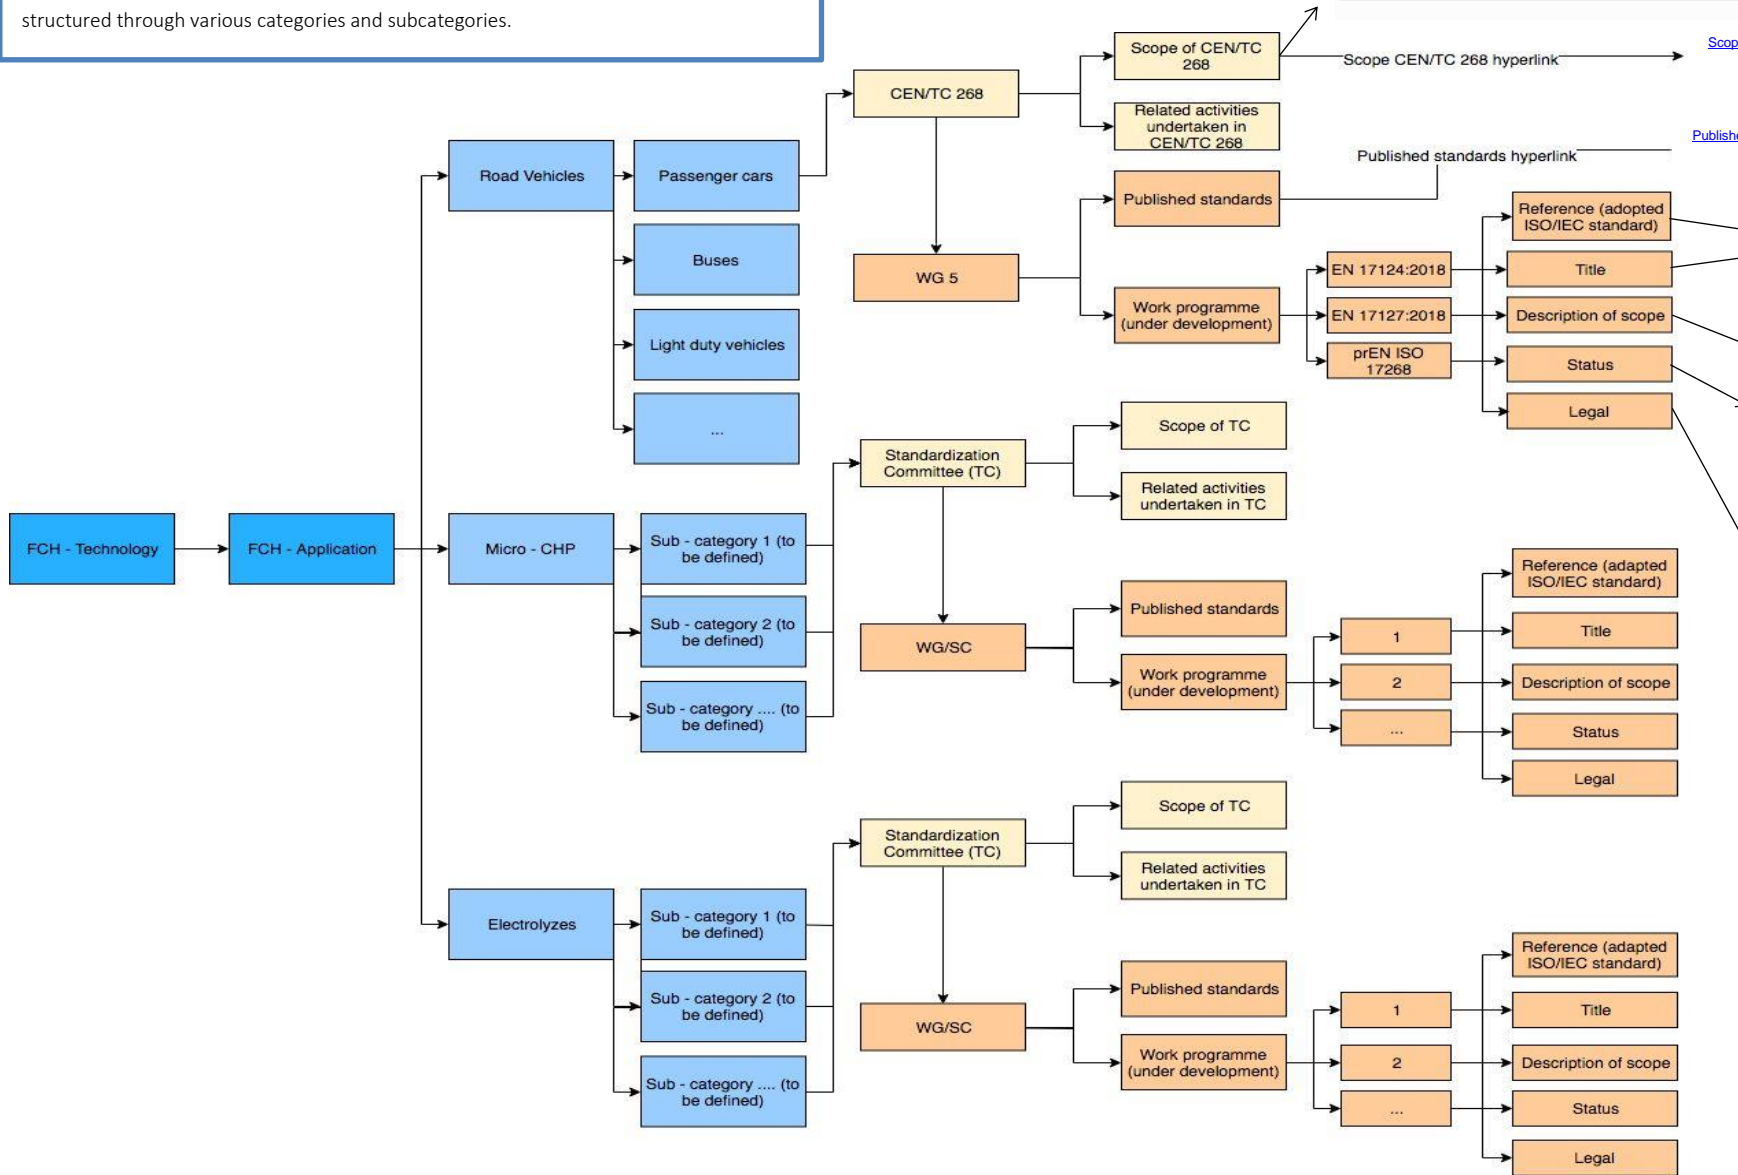 structured through various categories and subcategories.
FCH - Technology
FCH - Application
Road Vehicles
Passenger cars
Buses
Light duty vehicles
...
CEN/TC 268
Scope of CEN/TC
268
Scope CEN/TC 268 hyperlink
Related activities
undertaken in
CEN/TC 268
WG 5
Published standards
Published standards hyperlink
Work programme
(under development)
EN 17124:2018
EN 17127:2018
prEN ISO
17268
Reference (adopted
ISO/IEC standard)
Title
Description of scope
Status
Legal
Micro - CHP
Sub - category 1 (to
be defined)
Sub - category 2 (to
be defined)
Sub - category .... (to
be defined)
Standardization
Committee (TC)
Scope of TC
Related activities
undertaken in TC
WG/SC
Published standards
Work programme
(under development)
1
2
...
Reference (adapted
ISO/IEC standard)
Title
Description of scope
Status
Legal
Electrolyzes
Sub - category 1 (to
be defined)
Sub - category 2 (to
be defined)
Sub - category .... (to
be defined)
Standardization
Committee (TC)
Scope of TC
Related activities
undertaken in TC
WG/SC
Published standards
Work programme
(under development)
1
2
...
Reference (adapted
ISO/IEC standard)
Title
Description of scope
Status
Legal